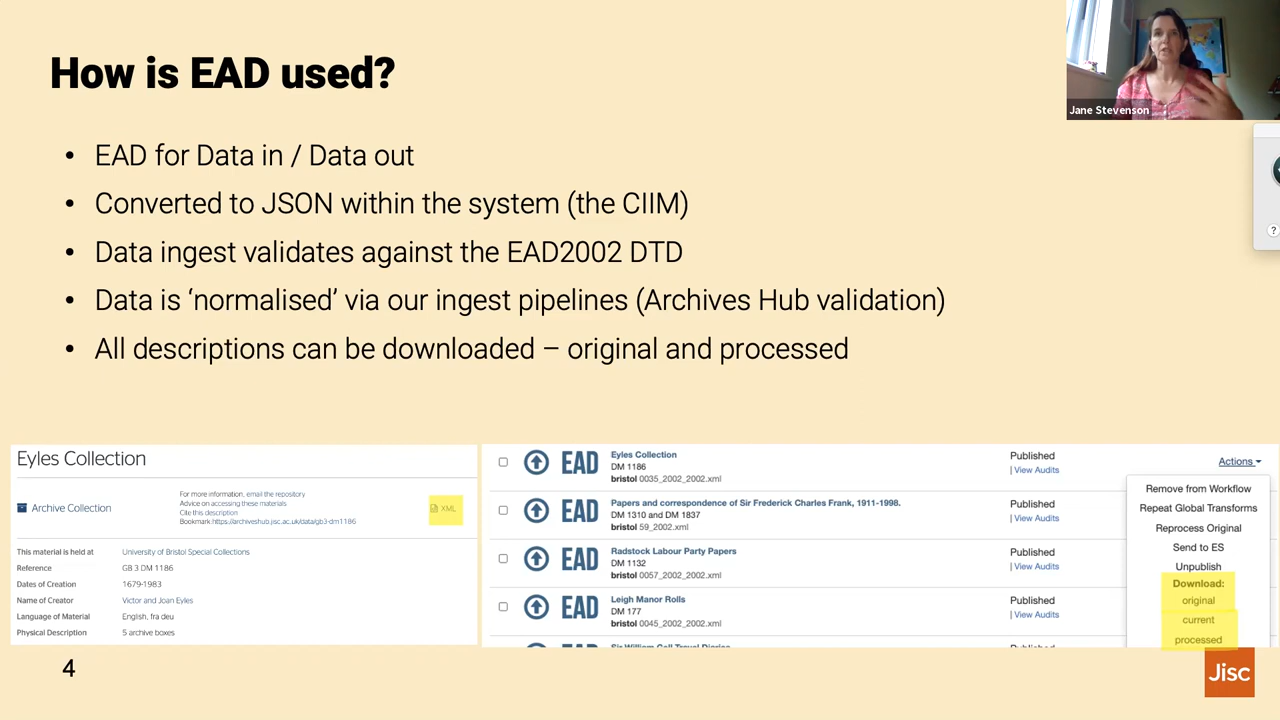 How is EAD used?
Jane Stevenson
• EAD for Data in / Data out
• Converted to JSON within the system (the CIIM)
• Data ingest validates against the EAD2002 DTD
• Data is ‘normalised’ via our ingest pipelines (Archives Hub validation)
• All descriptions can be downloaded – original and processed
?
Eyles Collection
Archive Collection
For more information, email the repository
Advice on accessing these materials
Cite this description
Bookmark https://archiveshub.jisc.ac.uk/data/gb3-dm1186
XML
This material is held at University of Bristol Special Collections
Reference GB 3 DM 1186
Dates of Creation 1679-1983
Name of Creator Victor and Joan Eyles
Language of Material English, fra deu
Physical Description 5 archive boxes
EAD
Eyles Collection
DM 1186
bristol 0035_2002_2002.xml
Published
| View Audits
EAD
Papers and correspondence of Sir Frederick Charles Frank, 1911-1998.
DM 1310 and DM 1837
bristol 59_2002.xml
Published
| View Audits
EAD
Radstock Labour Party Papers
DM 1132
bristol 0057_2002_2002.xml
Published
| View Audits
EAD
Leigh Manor Rolls
DM 177
bristol 0045_2002_2002.xml
Published
| View Audits
Actions
Remove from Workflow
Repeat Global Transforms
Reprocess Original
Send to ES
Unpublish
Download:
original
current
processed
4
Jisc